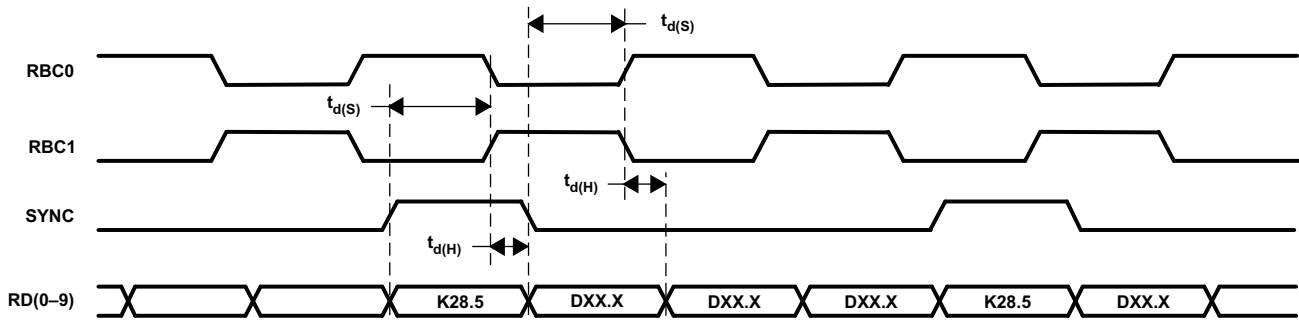 t_d(S)
RBC0
t_d(S)
RBC1
t_d(H)
SYNC
t_d(H)
RD(0–9) K28.5 DXX.X DXX.X DXX.X K28.5 DXX.X